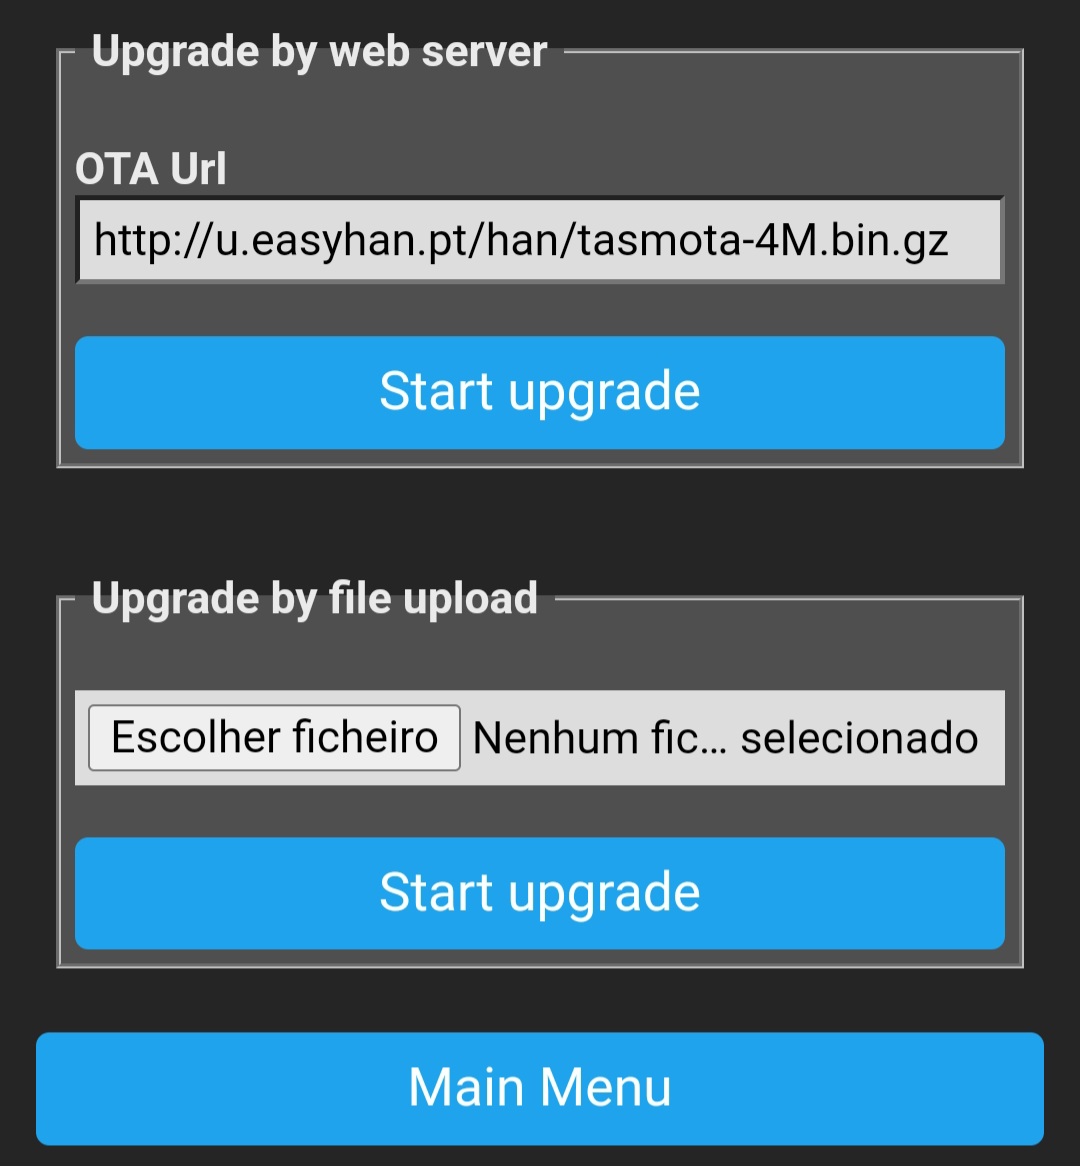 Upgrade by web server
OTA Url
http://u.easyhan.pt/han/tasmota-4M.bin.gz
Start upgrade
Upgrade by file upload
Escolher ficheiro Nenhum fic... selecionado
Start upgrade
Main Menu